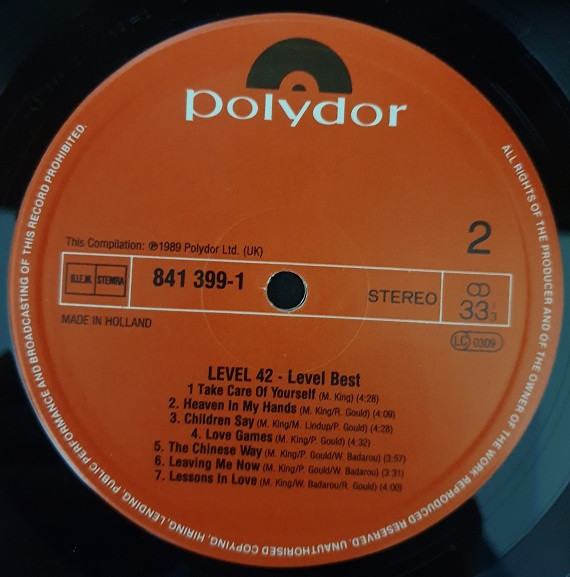 polydor
This Compilation: ℗1989 Polydor Ltd. (UK)
2
B.I.E.M. STEMRA
841 399-1
STEREO
33 1/3
MADE IN HOLLAND
LC 0309
LEVEL 42 - Level Best
1 Take Care Of Yourself (M. King) (4:28)
2. Heaven In My Hands (M. King/R. Gould) (4:09)
3. Children Say (M. King/M. Lindup/P. Gould) (4:28)
4. Love Games (M. King/P. Gould) (4:32)
5. The Chinese Way (M. King/P. Gould/W. Badarou) (3:57)
6. Leaving Me Now (M. King/P. Gould/W. Badarou) (3:31)
7. Lessons In Love (M. King/W. Badarou/R. Gould) (4:00)
ALL RIGHTS OF THE PRODUCER AND OF THE OWNER OF THE WORK REPRODUCED RESERVED. UNAUTHORISED COPYING, HIRING, LENDING, PUBLIC PERFORMANCE AND BROADCASTING OF THIS RECORD PROHIBITED.